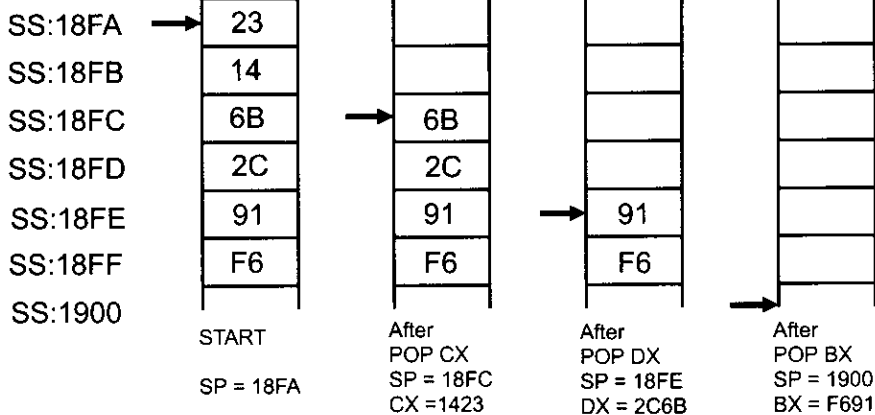 SS:18FA 23
SS:18FB 14
SS:18FC 6B 6B
SS:18FD 2C 2C
SS:18FE 91 91 91
SS:18FF F6 F6 F6
SS:1900
START
SP = 18FA
After
POP CX
SP = 18FC
CX =1423
After
POP DX
SP = 18FE
DX = 2C6B
After
POP BX
SP = 1900
BX = F691